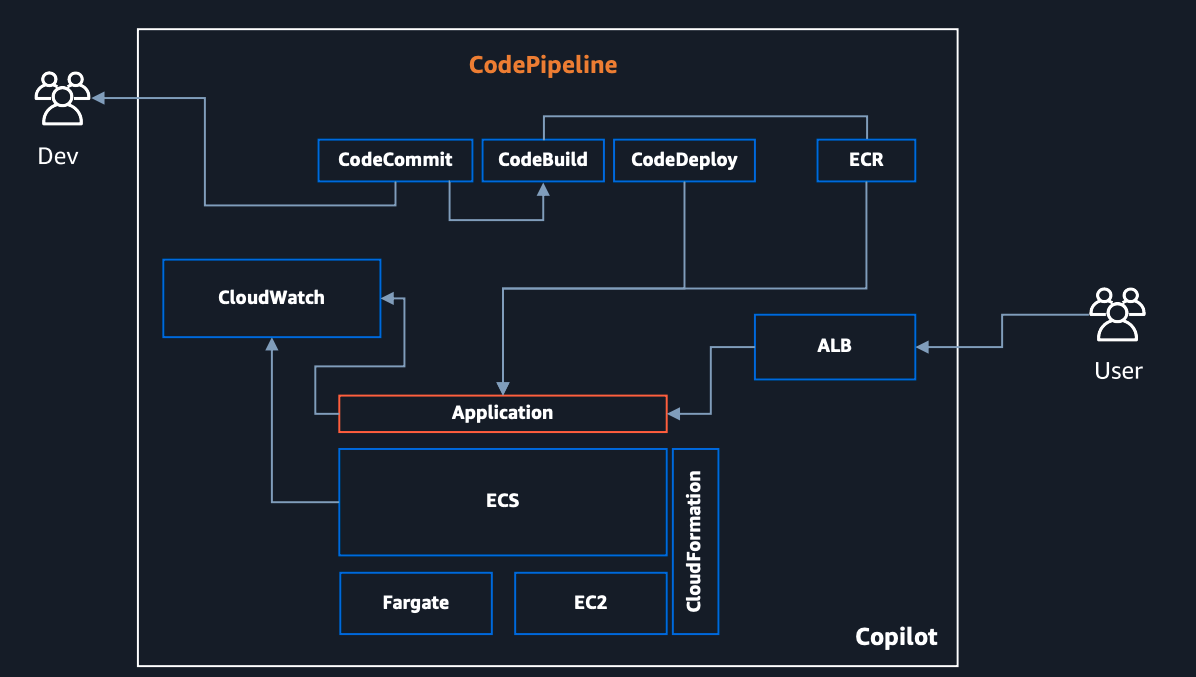 CodePipeline
Dev
CodeCommit
CodeBuild
CodeDeploy
ECR
CloudWatch
ALB
User
Application
ECS
CloudFormation
Fargate
EC2
Copilot